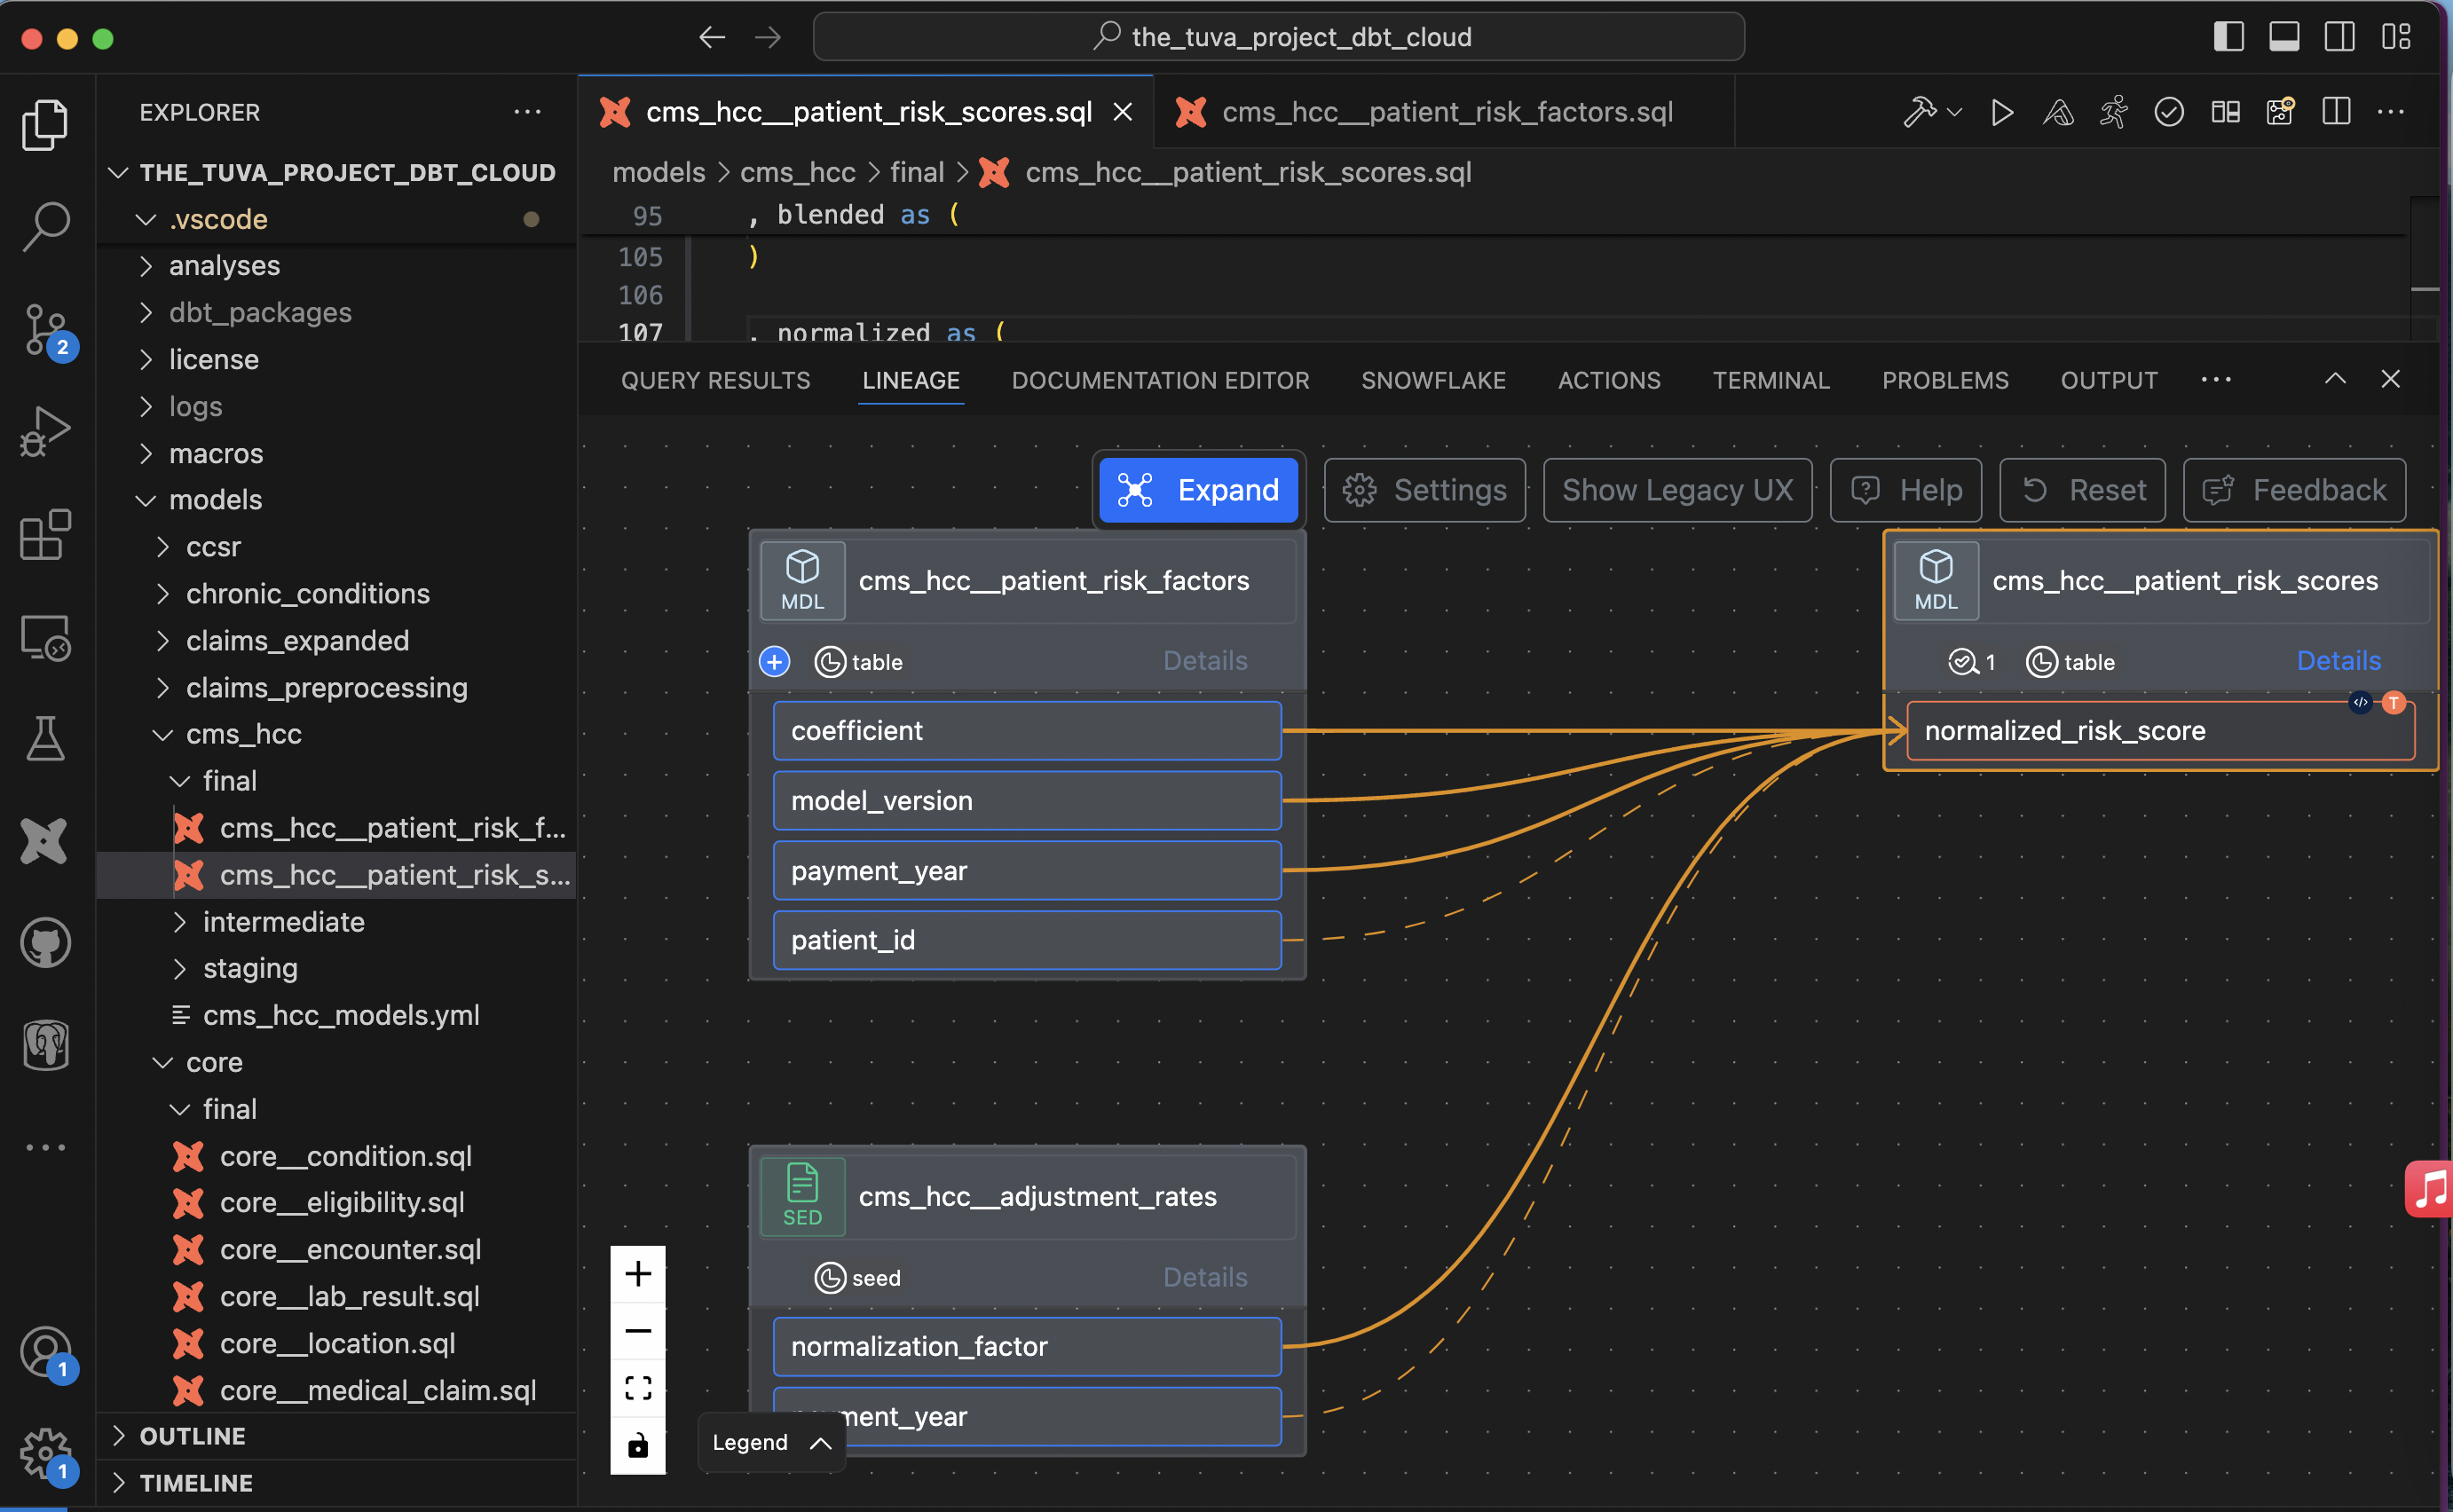 the_tuva_project_dbt_cloud
EXPLORER
THE_TUVA_PROJECT_DBT_CLOUD
.vscode
analyses
dbt_packages
license
logs
macros
models
ccsr
chronic_conditions
claims_expanded
claims_preprocessing
cms_hcc
final
cms_hcc__patient_risk_f...
cms_hcc__patient_risk_s...
intermediate
staging
cms_hcc_models.yml
core
final
core__condition.sql
core__eligibility.sql
core__encounter.sql
core__lab_result.sql
core__location.sql
core__medical_claim.sql
OUTLINE
TIMELINE
2
1
1
cms_hcc__patient_risk_scores.sql
cms_hcc__patient_risk_factors.sql
models > cms_hcc > final > cms_hcc__patient_risk_scores.sql
95 , blended as (
105 )
106
107 , normalized as (
QUERY RESULTS LINEAGE DOCUMENTATION EDITOR SNOWFLAKE ACTIONS TERMINAL PROBLEMS OUTPUT
Expand Settings Show Legacy UX Help Reset Feedback
MDL cms_hcc__patient_risk_factors
table Details
coefficient
model_version
payment_year
patient_id
MDL cms_hcc__patient_risk_scores
1 table Details
T
normalized_risk_score
SED cms_hcc__adjustment_rates
seed Details
normalization_factor
ment_year
Legend